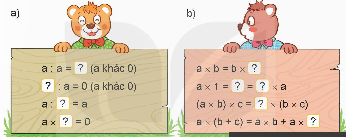 a)
a : a = ? (a khác 0)
? : a = 0 (a khác 0)
a : ? = a
a × ? = 0
b)
a × b = b × ?
a × 1 = ? = ? × a
(a × b) × c = ? × (b × c)
a × (b + c) = a × b + a × ?